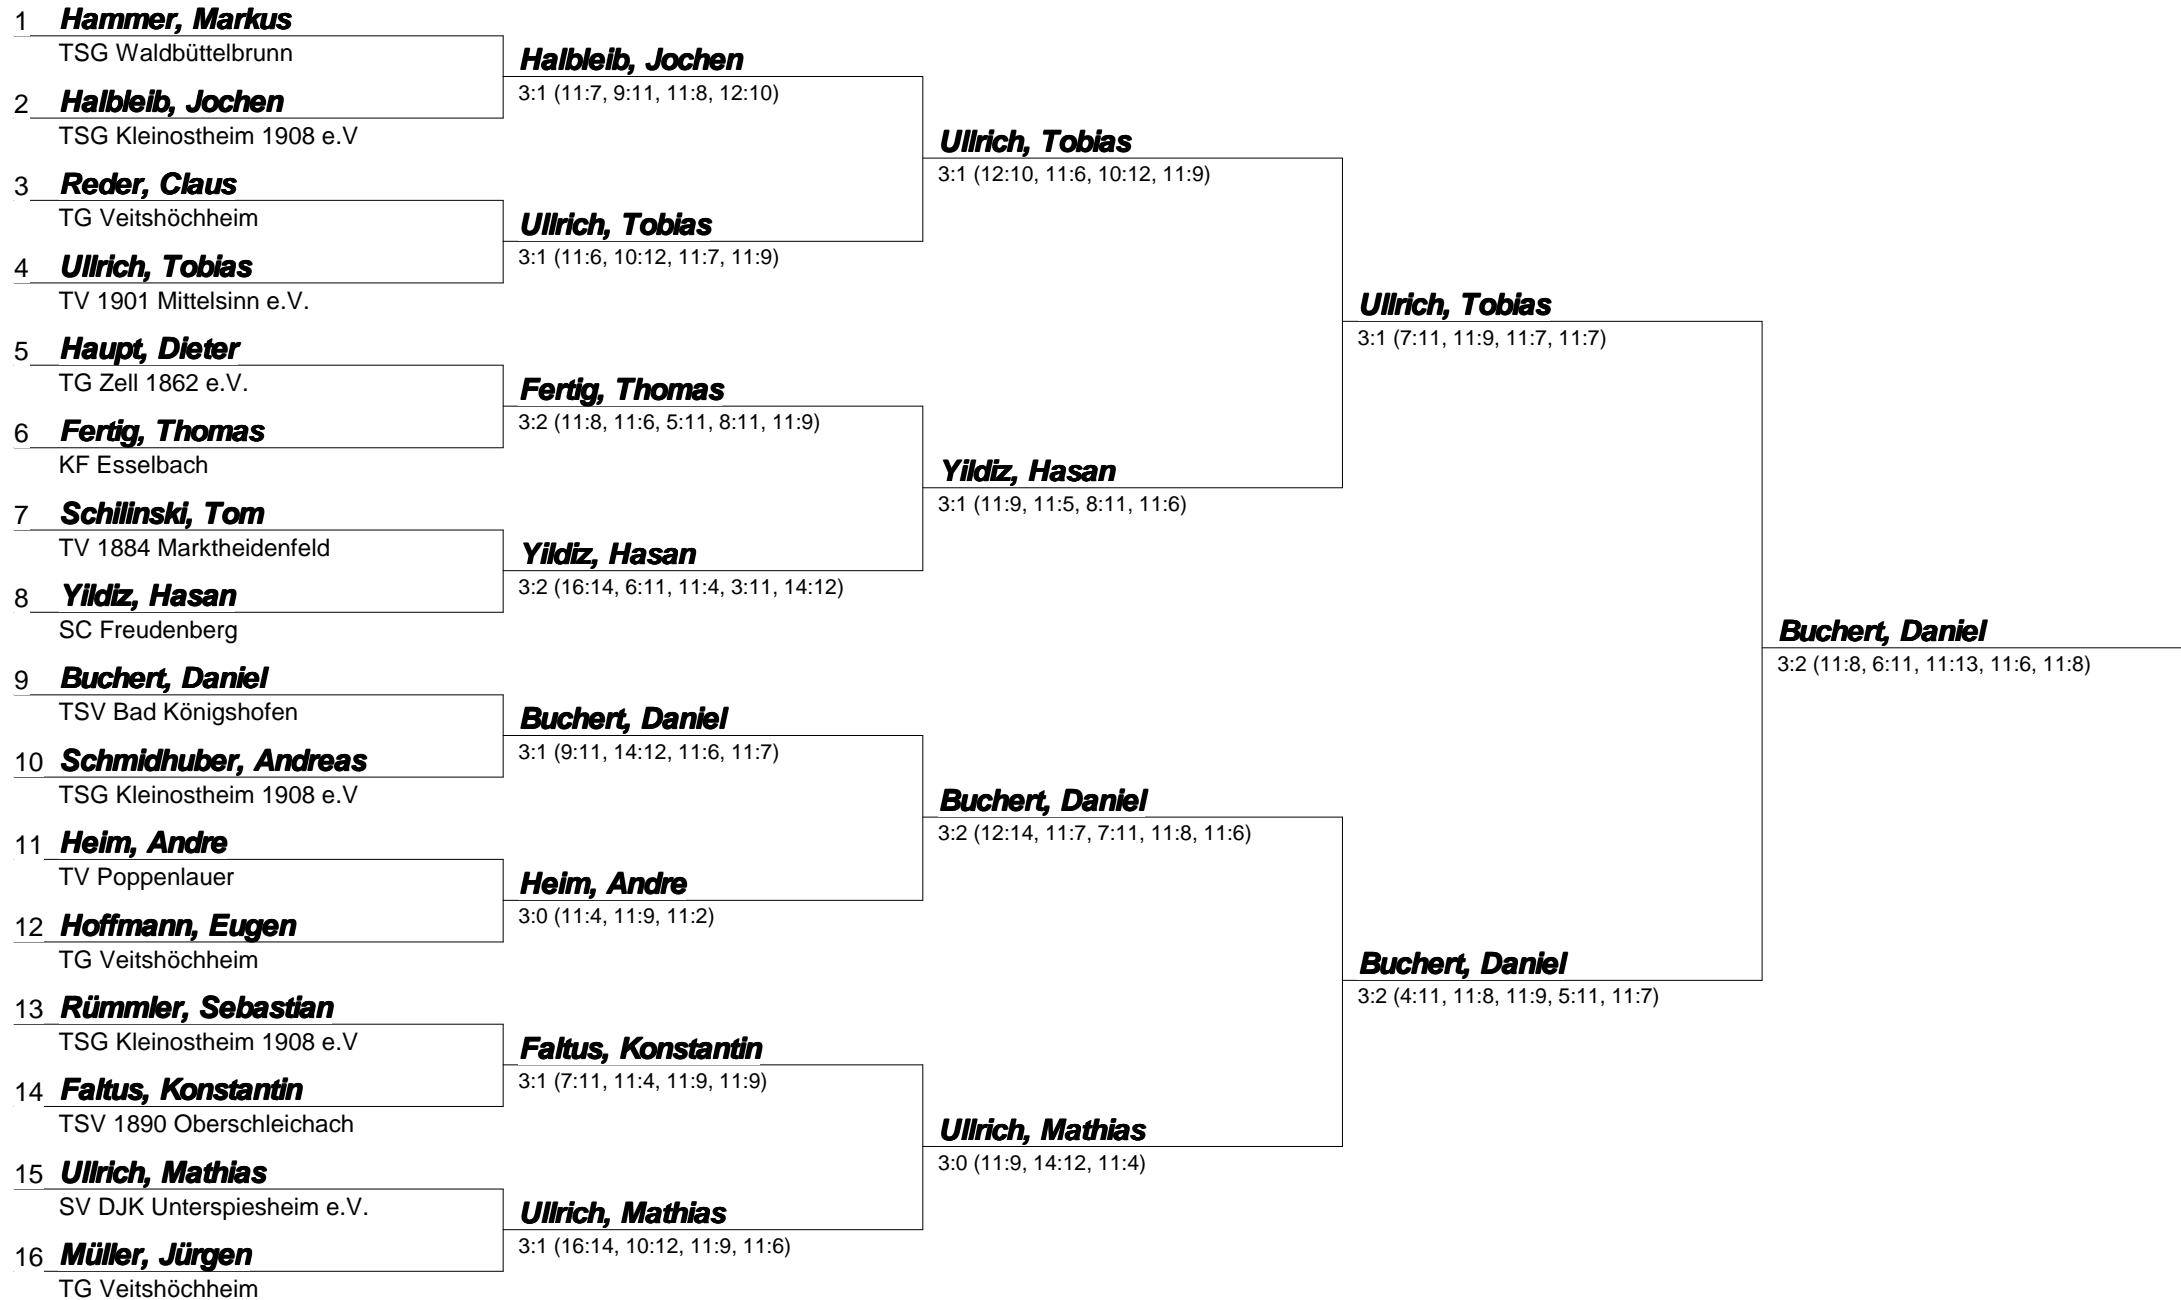 1 Hammer, Markus
TSG Waldbüttelbrunn
Halbleib, Jochen
3:1 (11:7, 9:11, 11:8, 12:10)
2 Halbleib, Jochen
TSG Kleinostheim 1908 e.V
Ullrich, Tobias
3:1 (12:10, 11:6, 10:12, 11:9)
3 Reder, Claus
TG Veitshöchheim
Ullrich, Tobias
3:1 (11:6, 10:12, 11:7, 11:9)
4 Ullrich, Tobias
TV 1901 Mittelsinn e.V.
Ullrich, Tobias
3:1 (7:11, 11:9, 11:7, 11:7)
5 Haupt, Dieter
TG Zell 1862 e.V.
Fertig, Thomas
3:2 (11:8, 11:6, 5:11, 8:11, 11:9)
6 Fertig, Thomas
KF Esselbach
Yildiz, Hasan
3:1 (11:9, 11:5, 8:11, 11:6)
7 Schilinski, Tom
TV 1884 Marktheidenfeld
Yildiz, Hasan
3:2 (16:14, 6:11, 11:4, 3:11, 14:12)
8 Yildiz, Hasan
SC Freudenberg
Buchert, Daniel
3:2 (11:8, 6:11, 11:13, 11:6, 11:8)
9 Buchert, Daniel
TSV Bad Königshofen
Buchert, Daniel
3:1 (9:11, 14:12, 11:6, 11:7)
10 Schmidhuber, Andreas
TSG Kleinostheim 1908 e.V
Buchert, Daniel
3:2 (12:14, 11:7, 7:11, 11:8, 11:6)
11 Heim, Andre
TV Poppenlauer
Heim, Andre
3:0 (11:4, 11:9, 11:2)
12 Hoffmann, Eugen
TG Veitshöchheim
Buchert, Daniel
3:2 (4:11, 11:8, 11:9, 5:11, 11:7)
13 Rümmler, Sebastian
TSG Kleinostheim 1908 e.V
Faltus, Konstantin
3:1 (7:11, 11:4, 11:9, 11:9)
14 Faltus, Konstantin
TSV 1890 Oberschleichach
Ullrich, Mathias
3:0 (11:9, 14:12, 11:4)
15 Ullrich, Mathias
SV DJK Unterspiesheim e.V.
Ullrich, Mathias
3:1 (16:14, 10:12, 11:9, 11:6)
16 Müller, Jürgen
TG Veitshöchheim